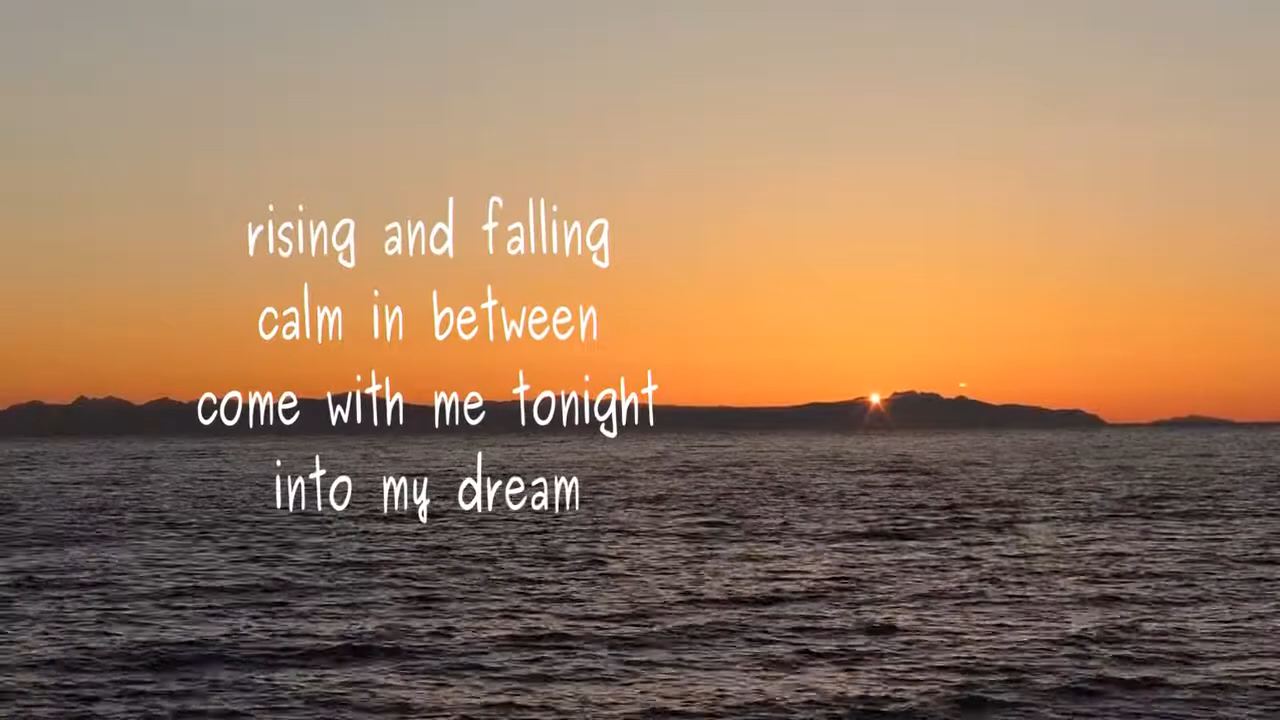 rising and falling
calm in between
come with me tonight
into my dream